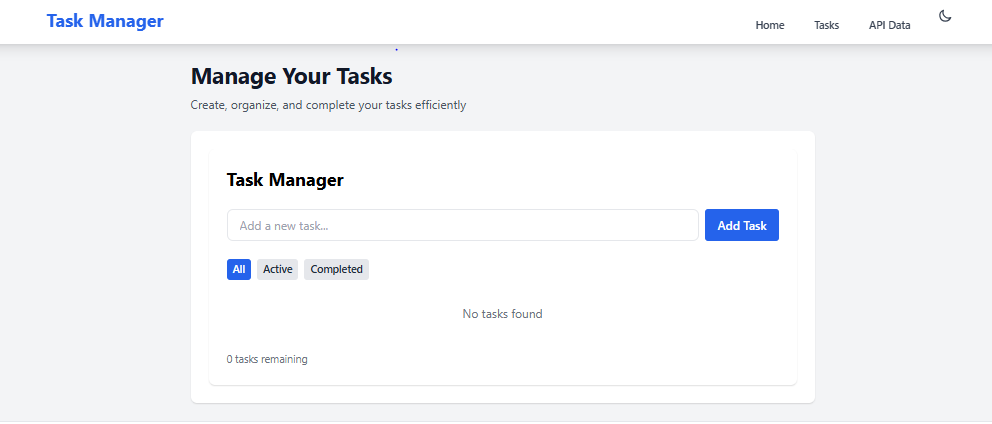 Task Manager
Home Tasks API Data
Manage Your Tasks
Create, organize, and complete your tasks efficiently
Task Manager
Add a new task...
Add Task
All Active Completed
No tasks found
0 tasks remaining